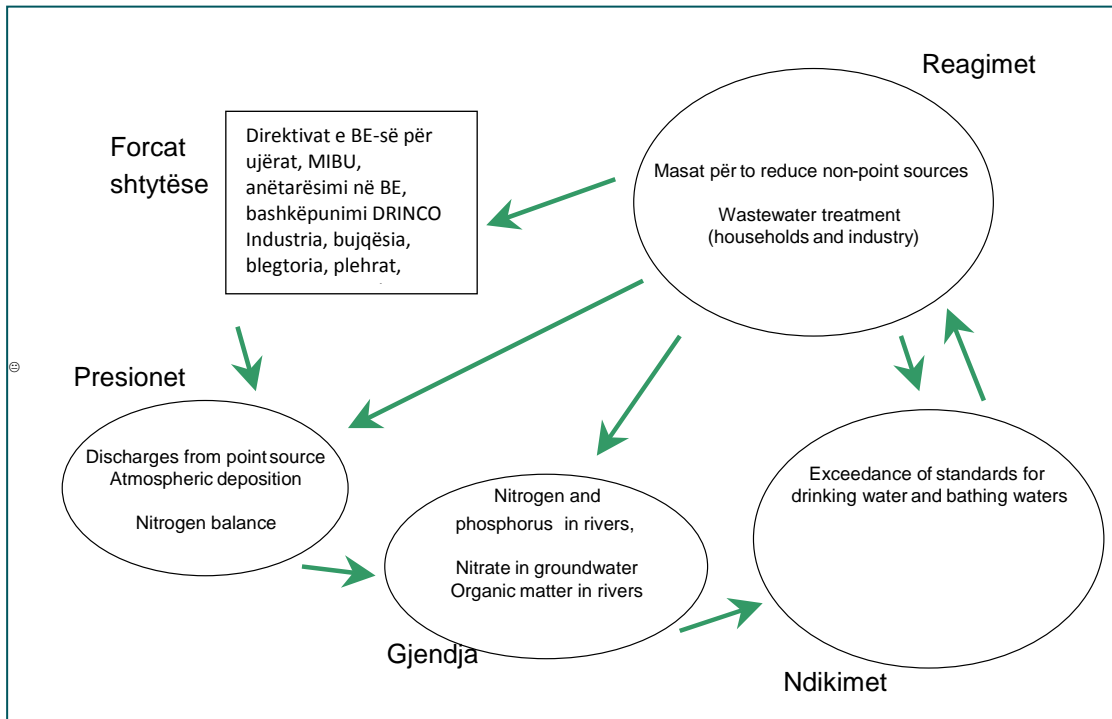 Reagimet
Forcat
shtytëse
Direktivat e BE-së për
ujërat, MIBU,
anëtarësimi në BE,
bashkëpunimi DRINCO
Industria, bujqësia,
blegtoria, plehrat,
Masat për to reduce non-point sources
Wastewater treatment
(households and industry)
Presionet
Discharges from point source
Atmospheric deposition
Nitrogen balance
Nitrogen and
phosphorus in rivers,
Nitrate in groundwater
Organic matter in rivers
Gjendja
Exceedance of standards for
drinking water and bathing waters
Ndikimet